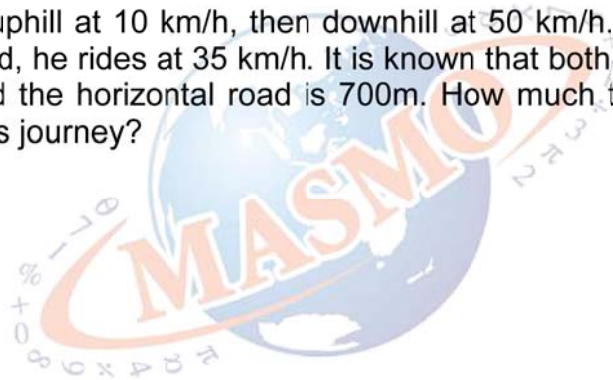 uphill at 10 km/h, then downhill at 50 km/h.
d, he rides at 35 km/h. It is known that both
d the horizontal road is 700m. How much t
s journey?
MASMO